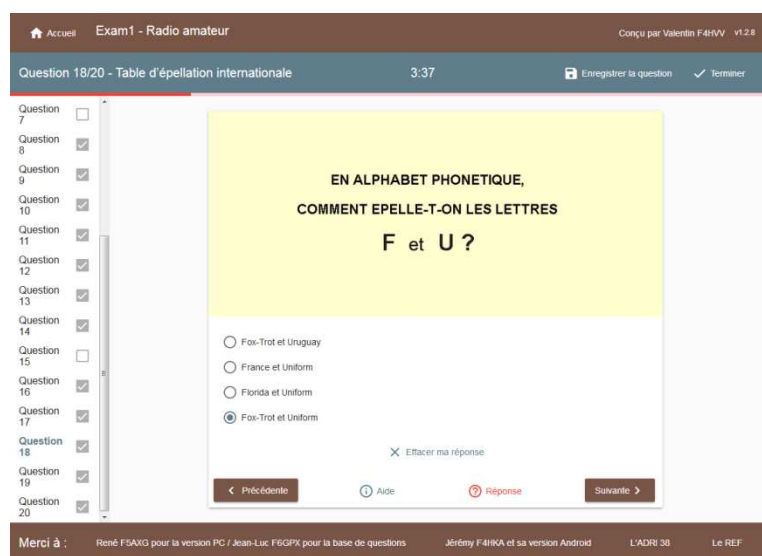 Accueil Exam1 - Radio amateur Conçu par Valentin F4HVV v1.2.8
Question 18/20 - Table d'épellation internationale 3:37 Enregistrer la question Terminer
Question 7
Question 8
Question 9
Question 10
Question 11
Question 12
Question 13
Question 14
Question 15
Question 16
Question 17
Question 18
Question 19
Question 20
EN ALPHABET PHONETIQUE,
COMMENT EPELLE-T-ON LES LETTRES
F et U ?
Fox-Trot et Uruguay
France et Uniform
Florida et Uniform
Fox-Trot et Uniform
Effacer ma réponse
Précédente Aide Réponse Suivante
Merci à : René F5AXG pour la version PC / Jean-Luc F6GPX pour la base de questions Jérémy F4HKA et sa version Android L'ADRI 38 Le REF